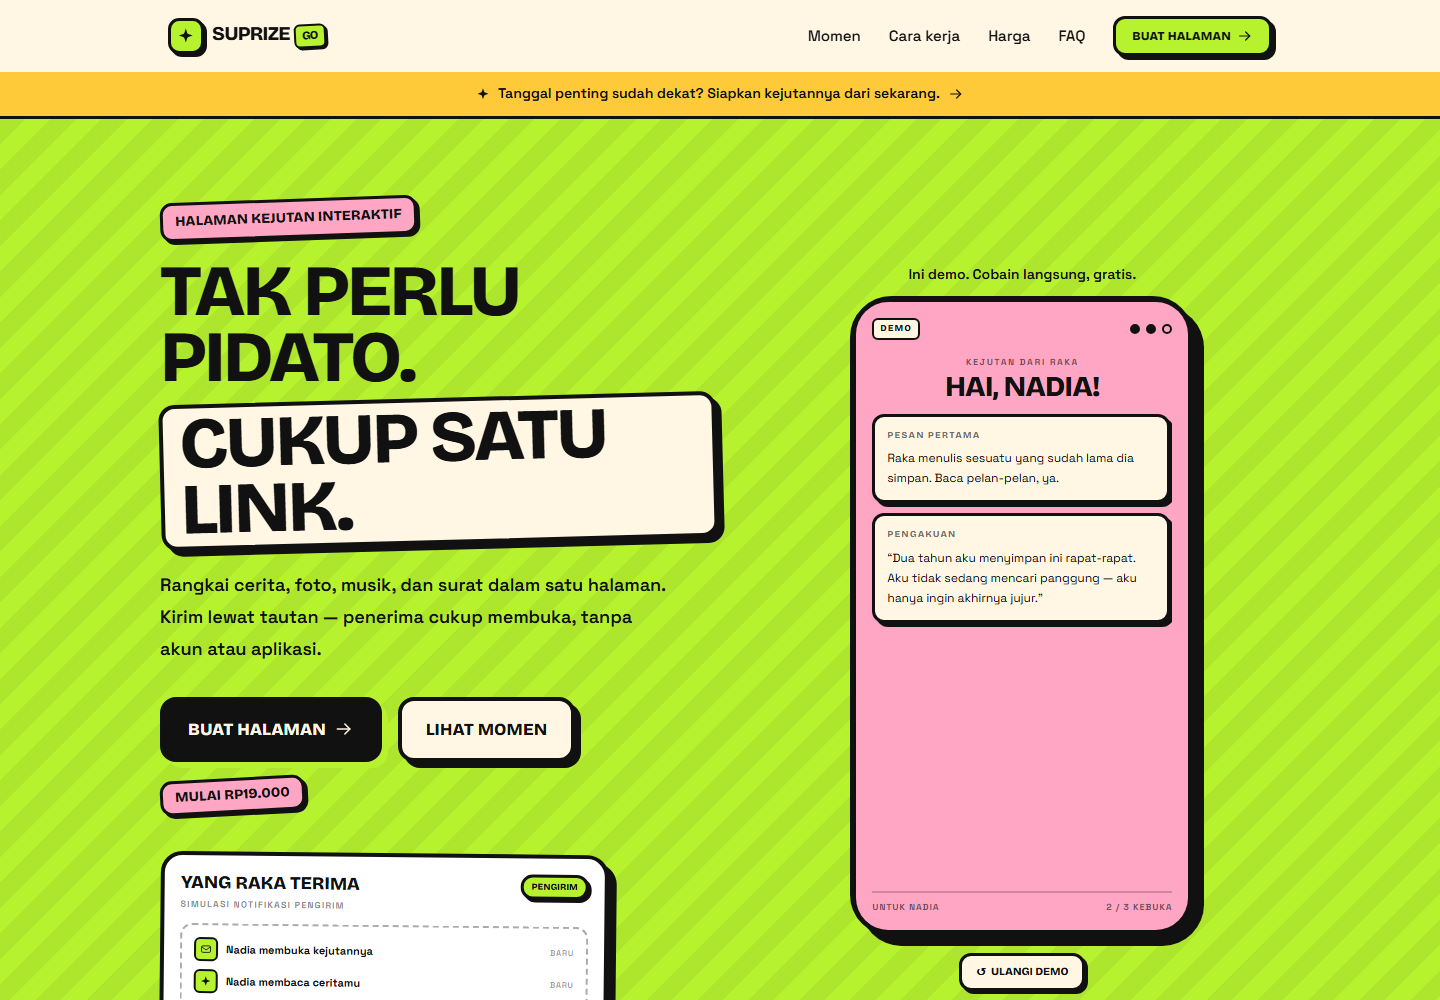 SUPRIZE GO
Momen
Cara kerja
Harga
FAQ
BUAT HALAMAN →
Tanggal penting sudah dekat? Siapkan kejutannya dari sekarang. →
HALAMAN KEJUTAN INTERAKTIF
TAK PERLU
PIDATO.
CUKUP SATU
LINK.
Rangkai cerita, foto, musik, dan surat dalam satu halaman.
Kirim lewat tautan — penerima cukup membuka, tanpa
akun atau aplikasi.
BUAT HALAMAN →
LIHAT MOMEN
MULAI RP19.000
YANG RAKA TERIMA
PENGIRIM
SIMULASI NOTIFIKASI PENGIRIM
Nadia membuka kejutannya
BARU
Nadia membaca ceritamu
BARU
Ini demo. Cobain langsung, gratis.
DEMO
KEJUTAN DARI RAKA
HAI, NADIA!
PESAN PERTAMA
Raka menulis sesuatu yang sudah lama dia
simpan. Baca pelan-pelan, ya.
PENGAKUAN
“Dua tahun aku menyimpan ini rapat-rapat.
Aku tidak sedang mencari panggung — aku
hanya ingin akhirnya jujur.”
UNTUK NADIA
2 / 3 KEBUKA
↺ ULANGI DEMO